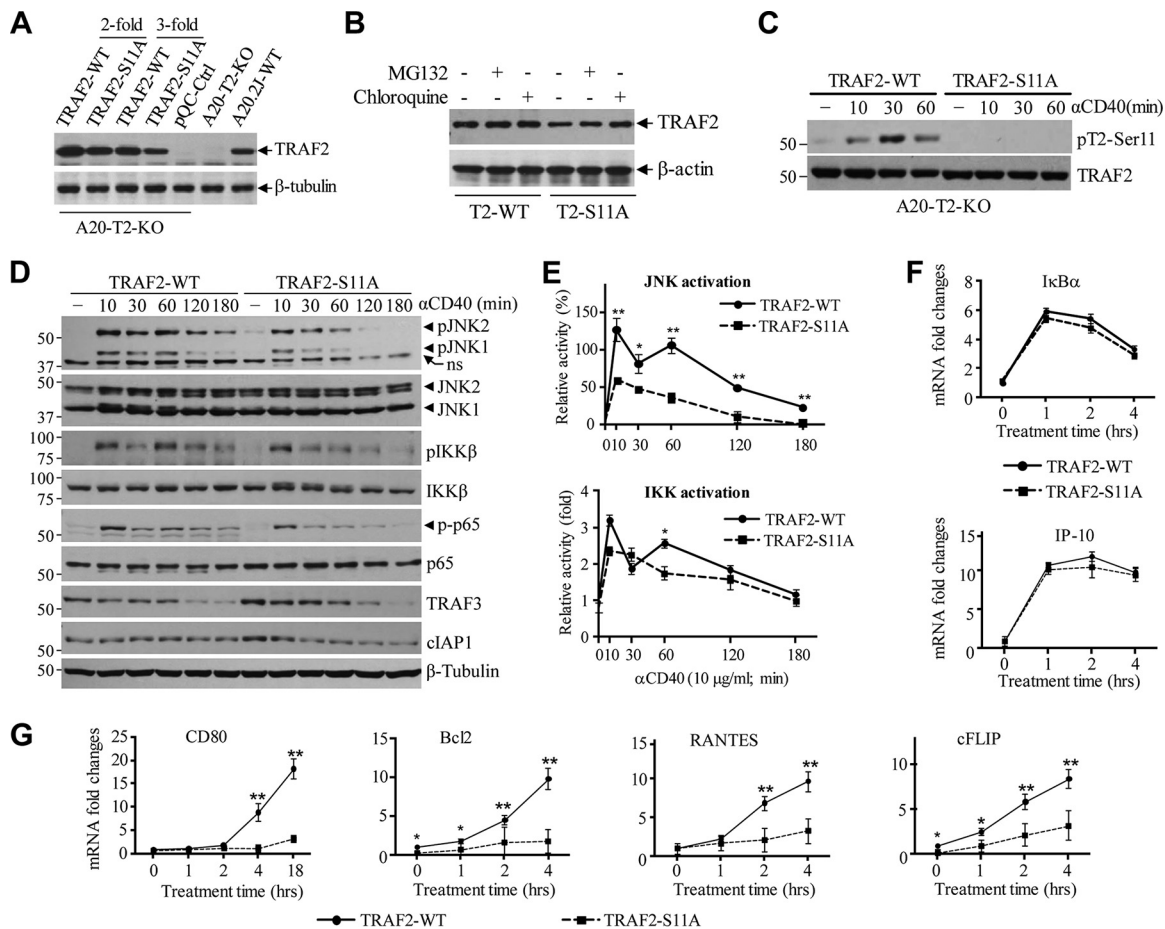 A
2-fold 3-fold
TRAF2-WT
TRAF2-S11A
TRAF2-WT
TRAF2-S11A
pQC-Ctrl
A20-T2-KO
A20.2J-WT
TRAF2
β-tubulin
A20-T2-KO
B
MG132 - + - - + -
Chloroquine - - + - - +
TRAF2
β-actin
T2-WT T2-S11A
C
TRAF2-WT TRAF2-S11A
– 10 30 60 – 10 30 60 αCD40(min)
50 pT2-Ser11
50 TRAF2
A20-T2-KO
D
TRAF2-WT TRAF2-S11A
– 10 30 60 120 180 – 10 30 60 120 180 αCD40 (min)
pJNK2
50
pJNK1
37 ns
50 JNK2
37 JNK1
100
75 pIKKβ
100
75 IKKβ
50 p-p65
50 p65
50 TRAF3
50 cIAP1
50 β-Tubulin
E
JNK activation
Relative activity (%)
150
100
50
0
TRAF2-WT
TRAF2-S11A
** * ** ** **
0 10 30 60 120 180
IKK activation
Relative activity (fold)
4
3
2
1
0
TRAF2-WT
TRAF2-S11A
*
0 10 30 60 120 180
αCD40 (10 μg/ml; min)
F
IκBα
mRNA fold changes
8
6
4
2
0
0 1 2 4
Treatment time (hrs)
TRAF2-WT
TRAF2-S11A
IP-10
mRNA fold changes
15
10
5
0
0 1 2 4
Treatment time (hrs)
G
CD80
mRNA fold changes
25
20
15
10
5
0
** **
0 1 2 4 18
Treatment time (hrs)
Bcl2
15
10
5
0
* * ** **
0 1 2 4
Treatment time (hrs)
RANTES
15
10
5
0
** **
0 1 2 4
Treatment time (hrs)
cFLIP
10
5
0
* * ** **
0 1 2 4
Treatment time (hrs)
TRAF2-WT TRAF2-S11A